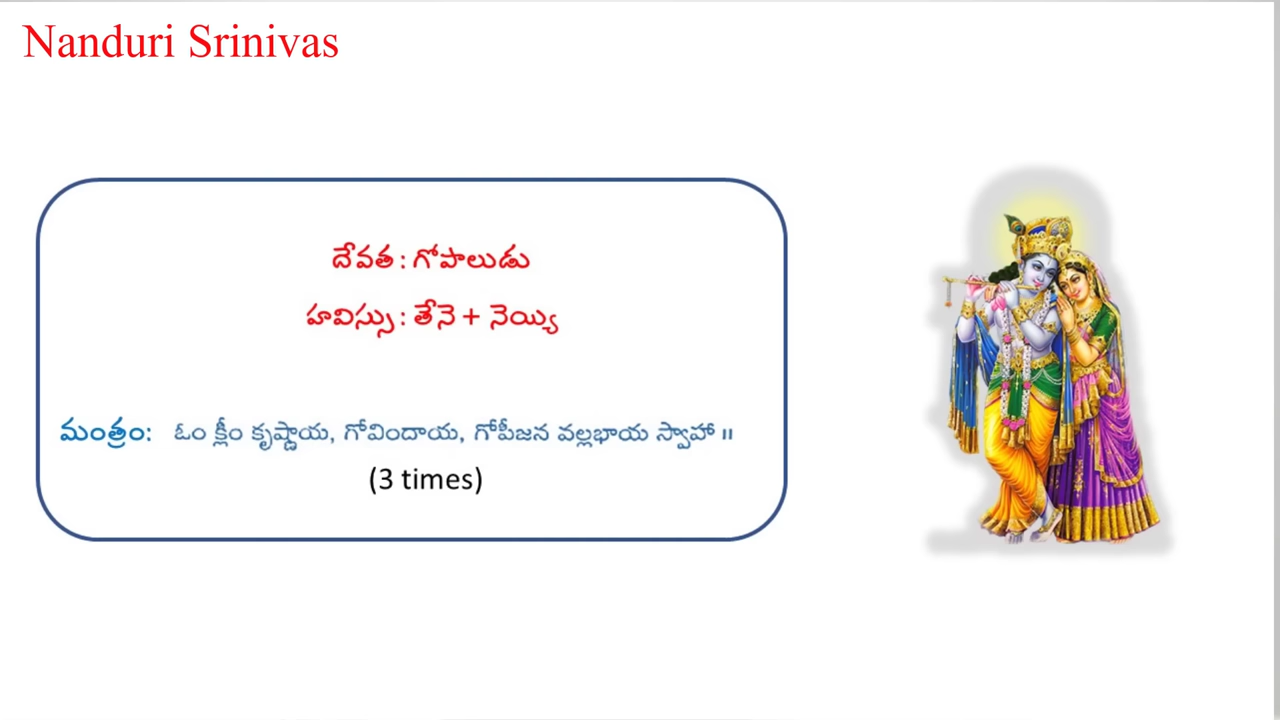 Nanduri Srinivas
దేవత : గోపాలుడు
హవిస్సు : తేనె + నెయ్యి
మంత్రం: ఓం క్లీం కృష్ణాయ, గోవిందాయ, గోపీజన వల్లభాయ స్వాహా ॥
(3 times)